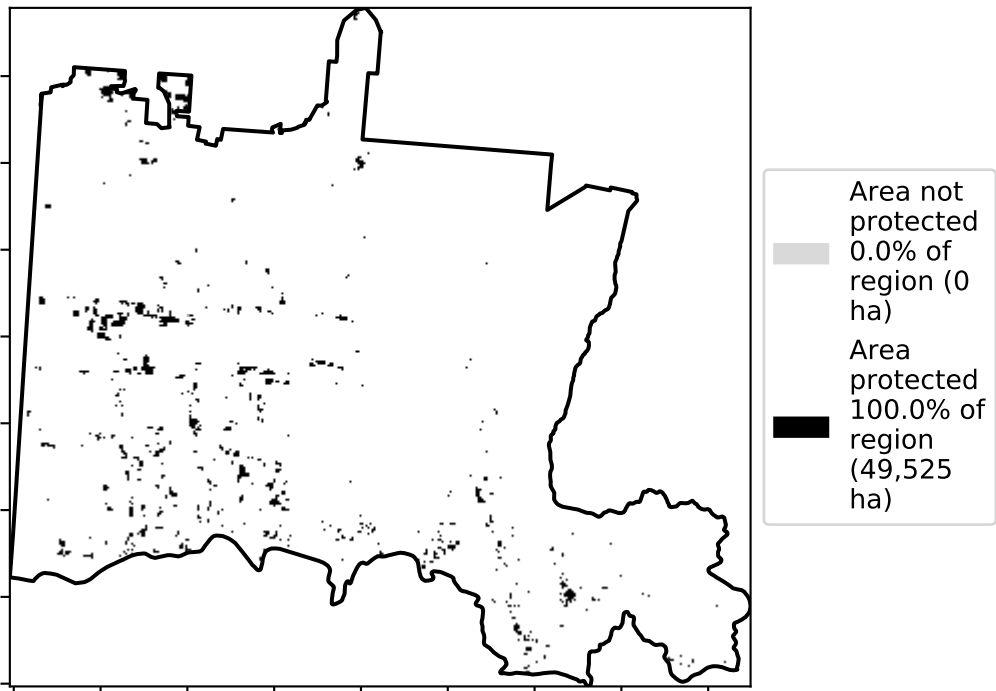 Area not
protected
0.0% of
region (0
ha)
Area
protected
100.0% of
region
(49,525
ha)